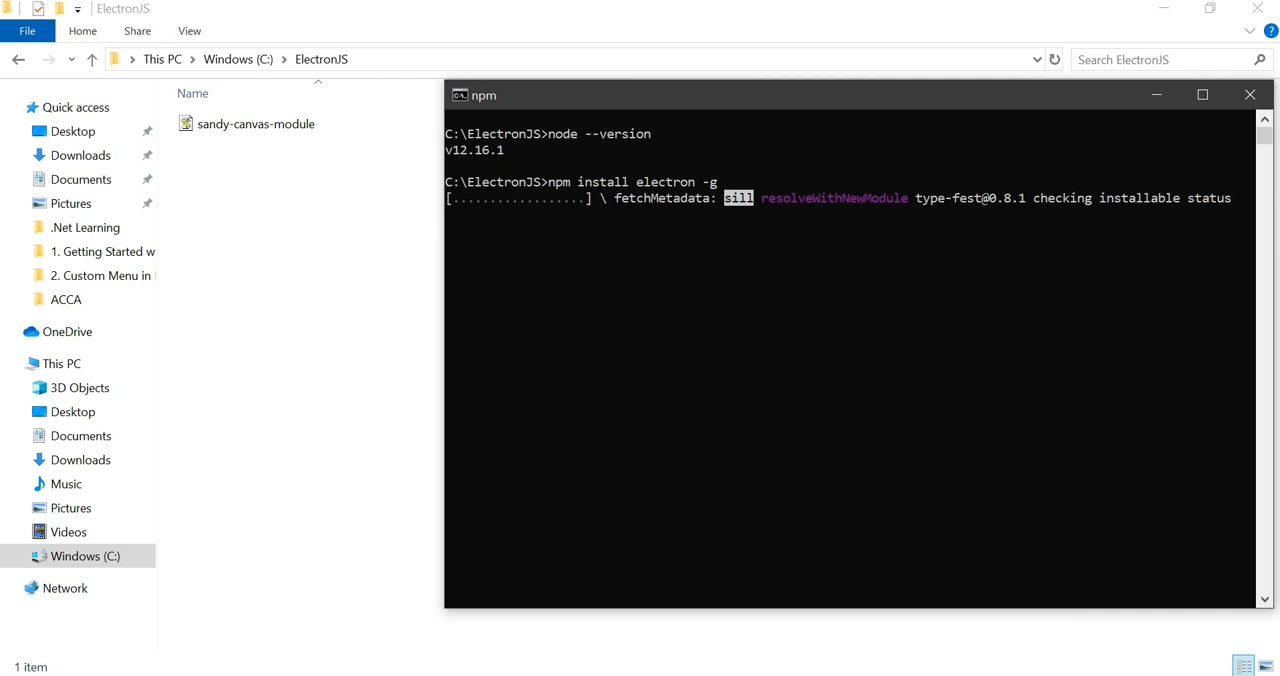 ElectronJS
File Home Share View
This PC Windows (C:) ElectronJS
Search ElectronJS
Quick access
Desktop
Downloads
Documents
Pictures
.Net Learning
1. Getting Started w
2. Custom Menu in
ACCA
OneDrive
This PC
3D Objects
Desktop
Documents
Downloads
Music
Pictures
Videos
Windows (C:)
Network
Name
sandy-canvas-module
npm
C:\ElectronJS>node --version
v12.16.1
C:\ElectronJS>npm install electron -g
[..................] \ fetchMetadata: sill resolveWithNewModule type-fest@0.8.1 checking installable status
1 item